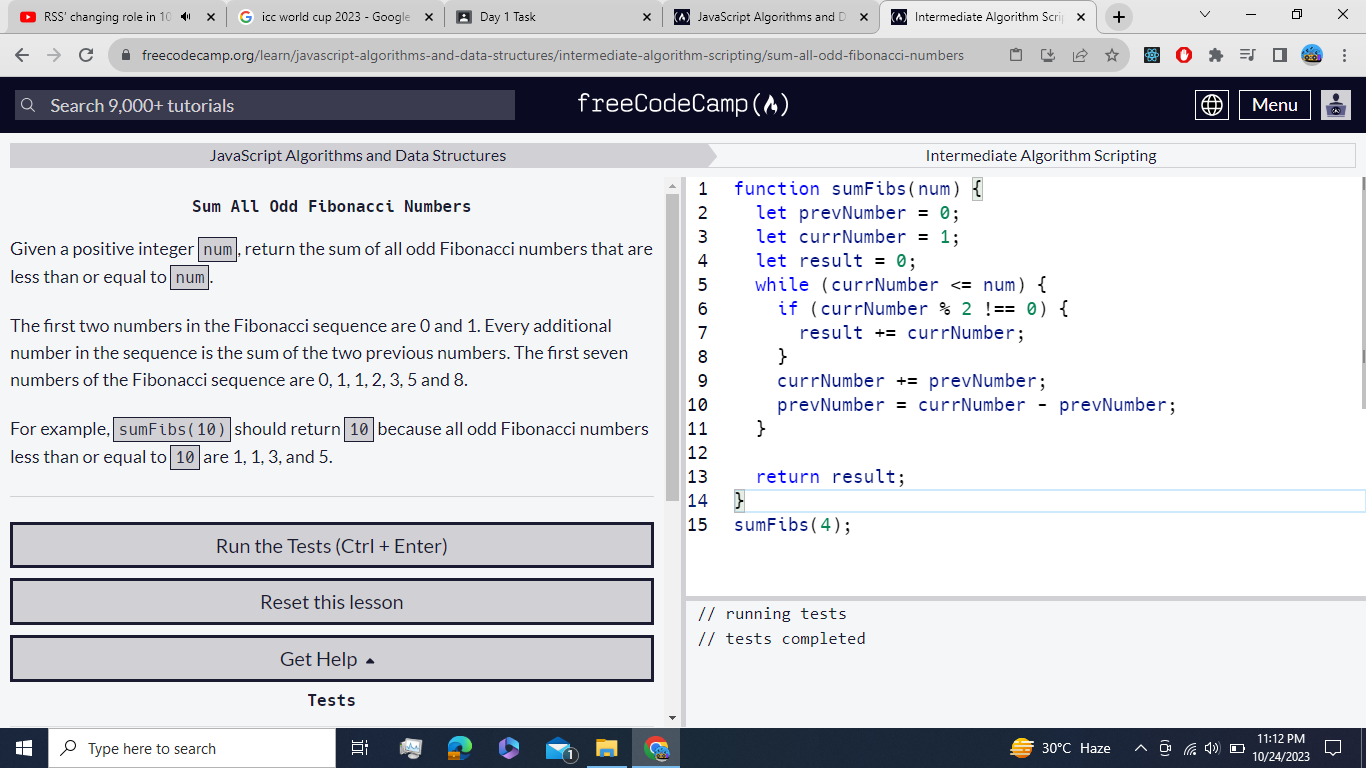 RSS' changing role in 10
icc world cup 2023 - Google
Day 1 Task
JavaScript Algorithms and D
Intermediate Algorithm Scri
freecodecamp.org/learn/javascript-algorithms-and-data-structures/intermediate-algorithm-scripting/sum-all-odd-fibonacci-numbers
Search 9,000+ tutorials
freeCodeCamp
Menu
JavaScript Algorithms and Data Structures
Intermediate Algorithm Scripting
Sum All Odd Fibonacci Numbers
Given a positive integer num, return the sum of all odd Fibonacci numbers that are
less than or equal to num.
The first two numbers in the Fibonacci sequence are 0 and 1. Every additional
number in the sequence is the sum of the two previous numbers. The first seven
numbers of the Fibonacci sequence are 0, 1, 1, 2, 3, 5 and 8.
For example, sumFibs(10) should return 10 because all odd Fibonacci numbers
less than or equal to 10 are 1, 1, 3, and 5.
Run the Tests (Ctrl + Enter)
Reset this lesson
Get Help
Tests
1 function sumFibs(num) {
2 let prevNumber = 0;
3 let currNumber = 1;
4 let result = 0;
5 while (currNumber <= num) {
6 if (currNumber % 2 !== 0) {
7 result += currNumber;
8 }
9 currNumber += prevNumber;
10 prevNumber = currNumber - prevNumber;
11 }
12
13 return result;
14 }
15 sumFibs(4);
// running tests
// tests completed
Type here to search
1
30°C Haze
11:12 PM
10/24/2023